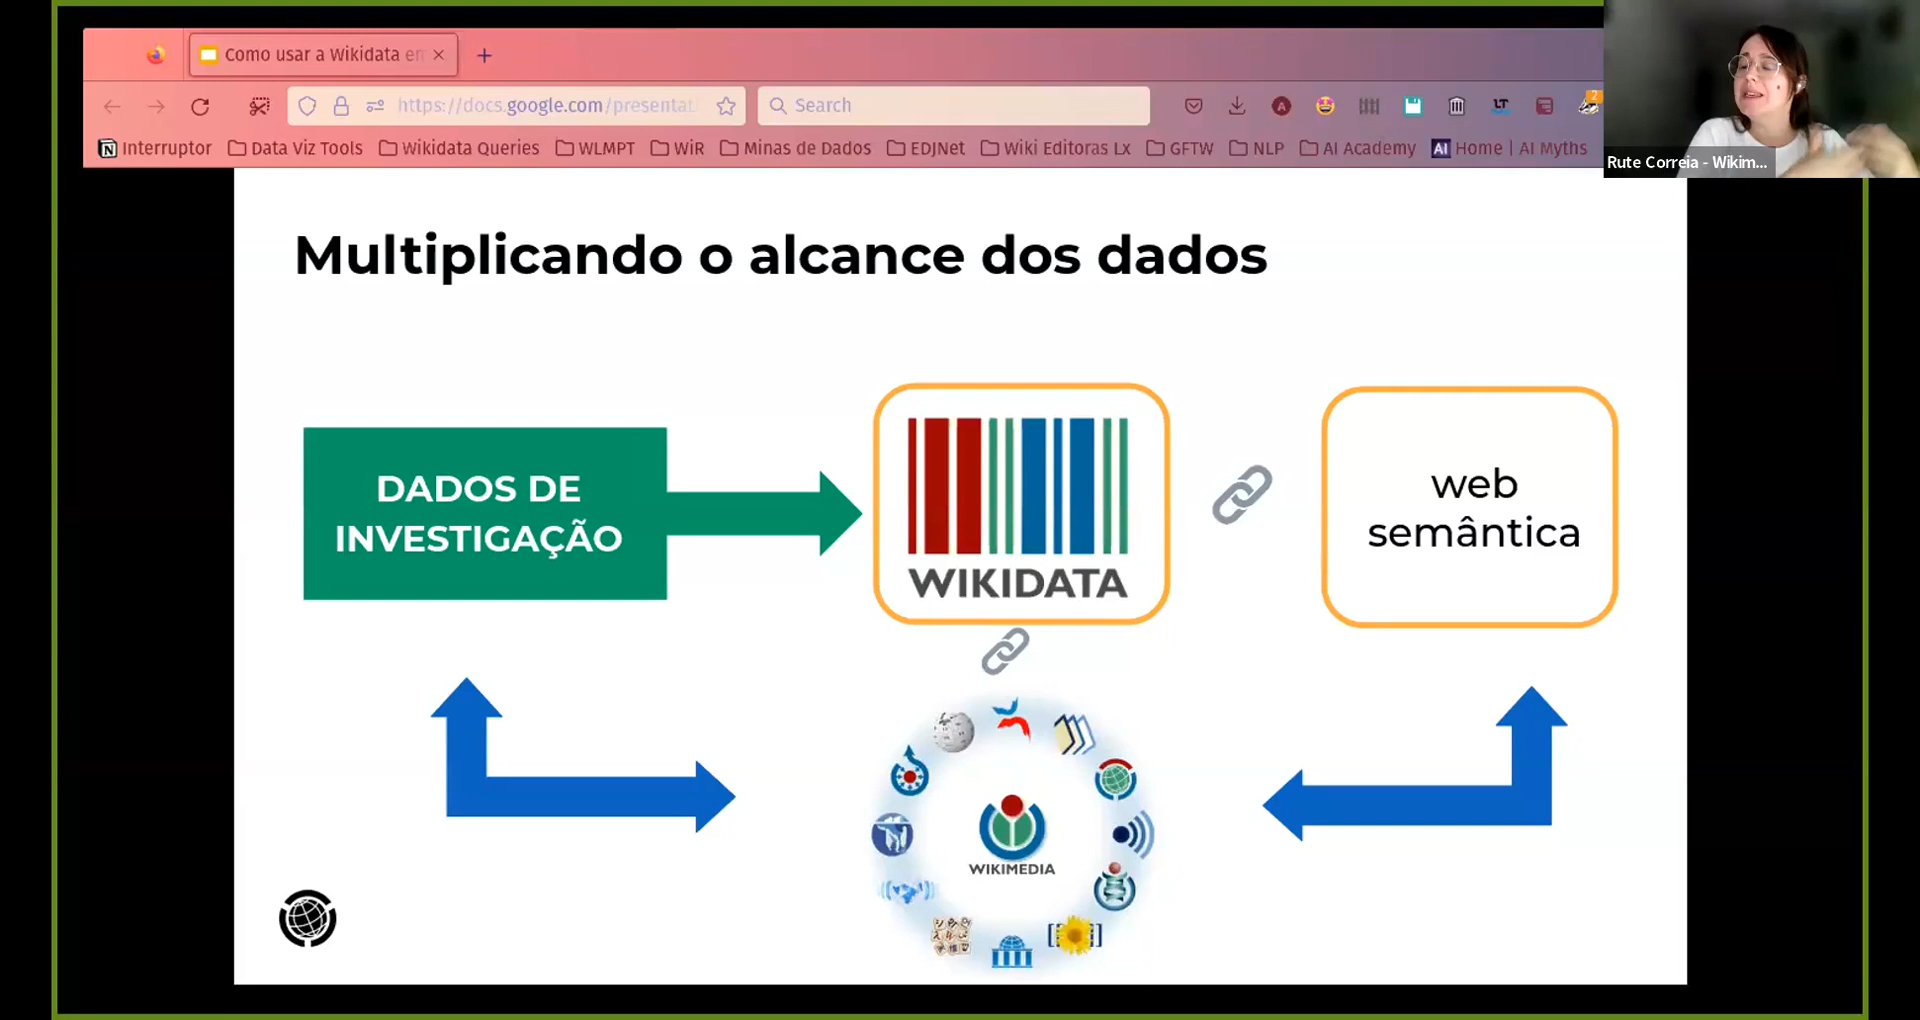 Como usar a Wikidata em
https://docs.google.com/presentat
Search
Interruptor
Data Viz Tools
Wikidata Queries
WLMPT
WiR
Minas de Dados
EDJNet
Wiki Editoras Lx
GFTW
NLP
AI Academy
AI
Home | AI Myths
Rute Correia - Wikim...
Multiplicando o alcance dos dados
DADOS DE
INVESTIGAÇÃO
WIKIDATA
web
semântica
WIKIMEDIA